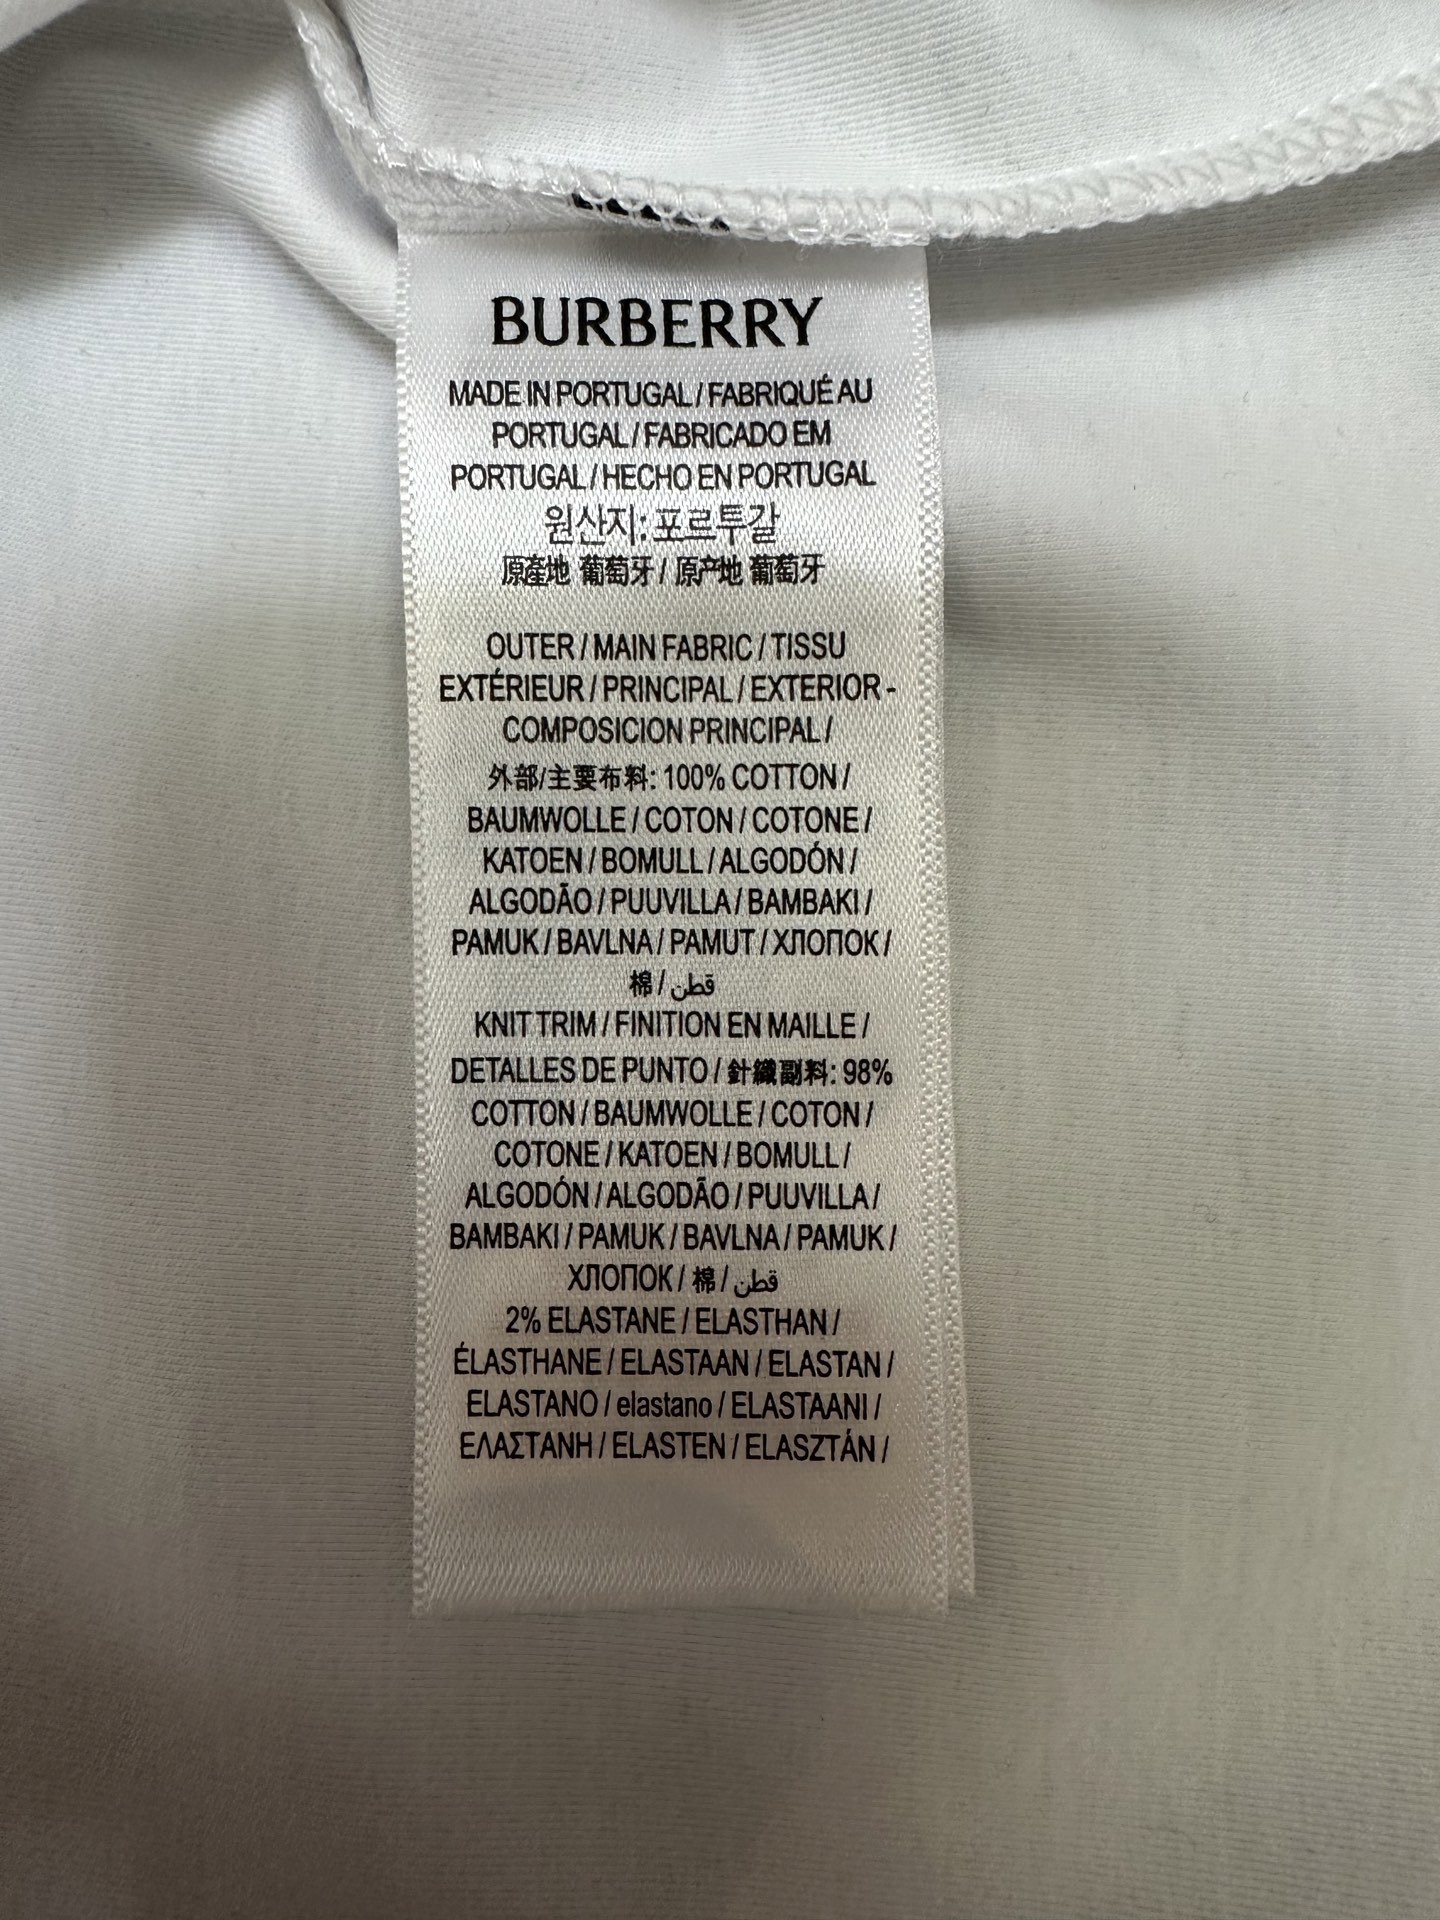 BURBERRY
MADE IN PORTUGAL / FABRIQUÉ AU
PORTUGAL / FABRICADO EM
PORTUGAL / HECHO EN PORTUGAL
원산지: 포르투갈
原產地 葡萄牙 / 原产地 葡萄牙
OUTER / MAIN FABRIC / TISSU
EXTÉRIEUR / PRINCIPAL / EXTERIOR -
COMPOSICION PRINCIPAL /
外部/主要布料: 100% COTTON /
BAUMWOLLE / COTON / COTONE /
KATOEN / BOMULL / ALGODÓN /
ALGODÃO / PUUVILLA / BAMBAKI /
PAMUK / BAVLNA / PAMUT / ХЛОПОК /
棉 / قطن
KNIT TRIM / FINITION EN MAILLE /
DETALLES DE PUNTO / 針織副料: 98%
COTTON / BAUMWOLLE / COTON /
COTONE / KATOEN / BOMULL /
ALGODÓN / ALGODÃO / PUUVILLA /
BAMBAKI / PAMUK / BAVLNA / PAMUK /
ХЛОПОК / 棉 / قطن
2% ELASTANE / ELASTHAN /
ÉLASTHANE / ELASTAAN / ELASTAN /
ELASTANO / elastano / ELASTAANI /
ΕΛΑΣΤΑΝΗ / ELASTEN / ELASZTÁN /